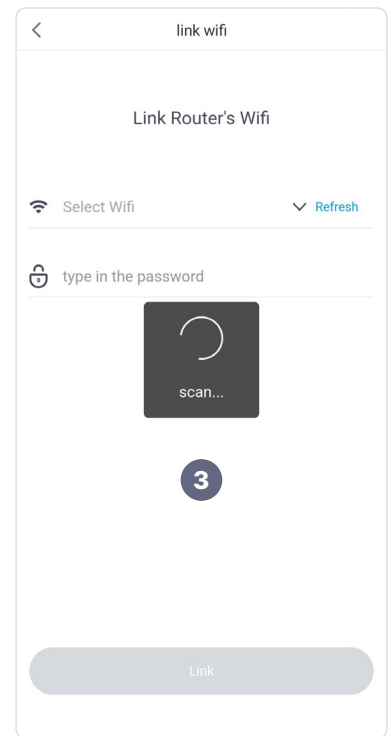 link wifi
Link Router's Wifi
Select Wifi Refresh
type in the password
scan...
3
Link